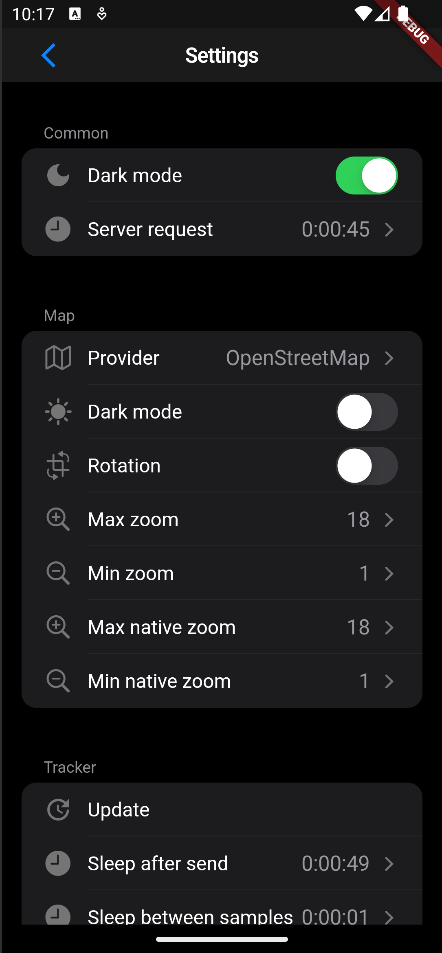 10:17
DEBUG
Settings
Common
Dark mode
Server request 0:00:45
Map
Provider OpenStreetMap
Dark mode
Rotation
Max zoom 18
Min zoom 1
Max native zoom 18
Min native zoom 1
Tracker
Update
Sleep after send 0:00:49
Sleep between samples 0:00:01